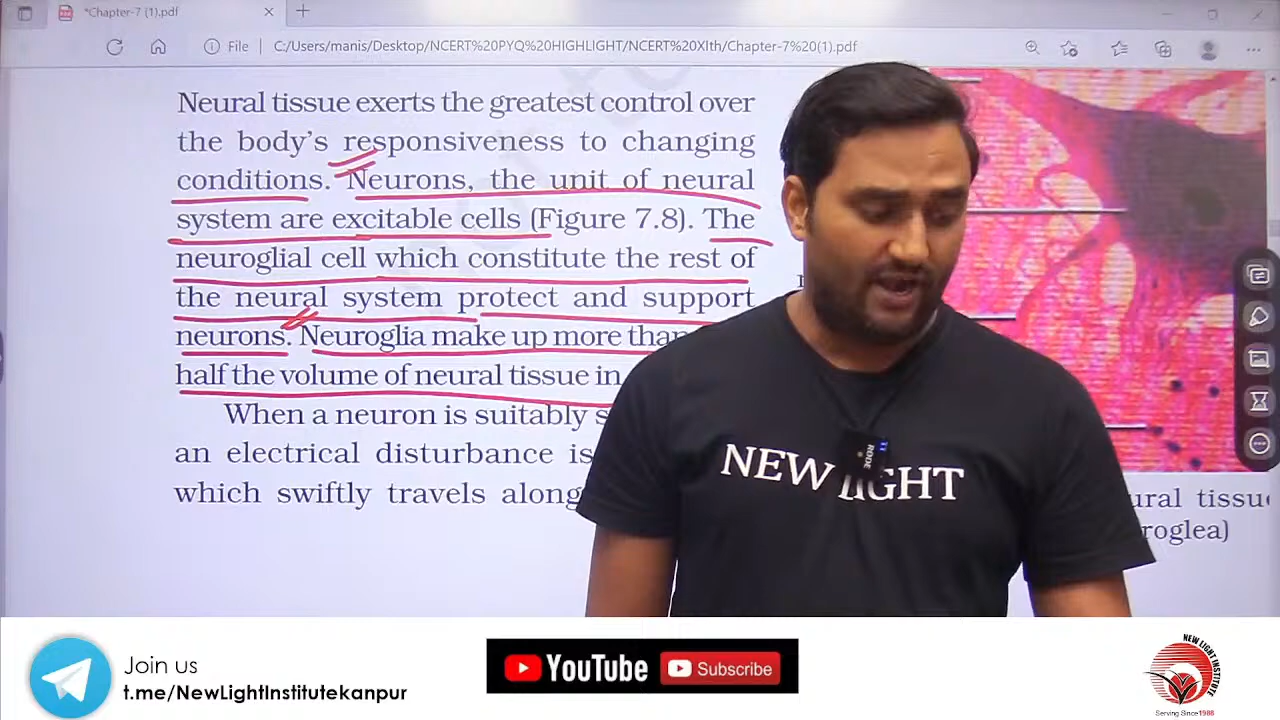 *Chapter-7 (1).pdf
File
C:/Users/manis/Desktop/NCERT%20PYQ%20HIGHLIGHT/NCERT%20XIth/Chapter-7%20(1).pdf
Neural tissue exerts the greatest control over
the body's responsiveness to changing
conditions. Neurons, the unit of neural
system are excitable cells (Figure 7.8). The
neuroglial cell which constitute the rest of
the neural system protect and support
neurons. Neuroglia make up more than
half the volume of neural tissue in
When a neuron is suitably s
an electrical disturbance is
which swiftly travels along
ural tissue
roglea)
NEW LIGHT
RODE
Join us
t.me/NewLightInstitutekanpur
YouTube
Subscribe
NEW LIGHT INSTITUTE
Serving Since1986